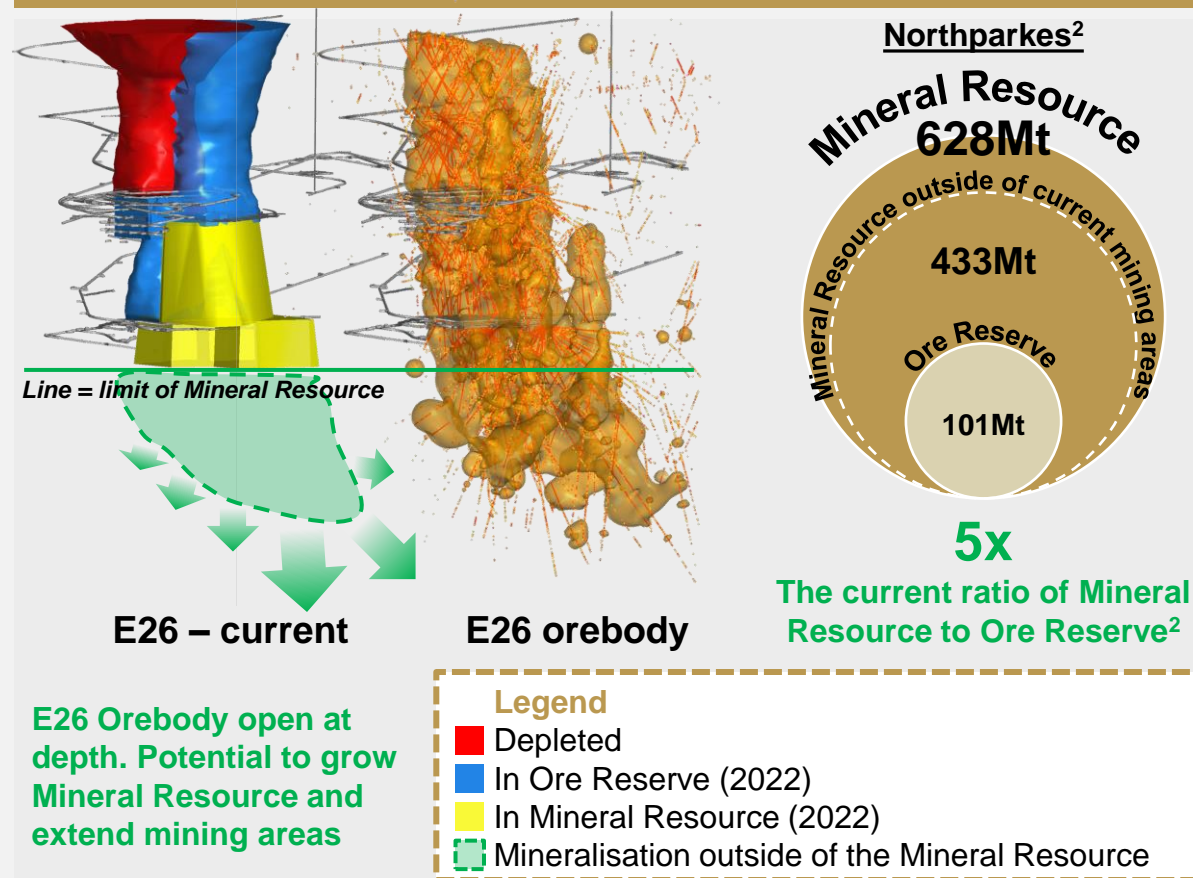 Northparkes²
Mineral Resource
628Mt
Mineral Resource outside of current mining areas
433Mt
Ore Reserve
101Mt
Line = limit of Mineral Resource
5x
The current ratio of Mineral
Resource to Ore Reserve²
E26 – current
E26 orebody
E26 Orebody open at
depth. Potential to grow
Mineral Resource and
extend mining areas
Legend
Depleted
In Ore Reserve (2022)
In Mineral Resource (2022)
Mineralisation outside of the Mineral Resource